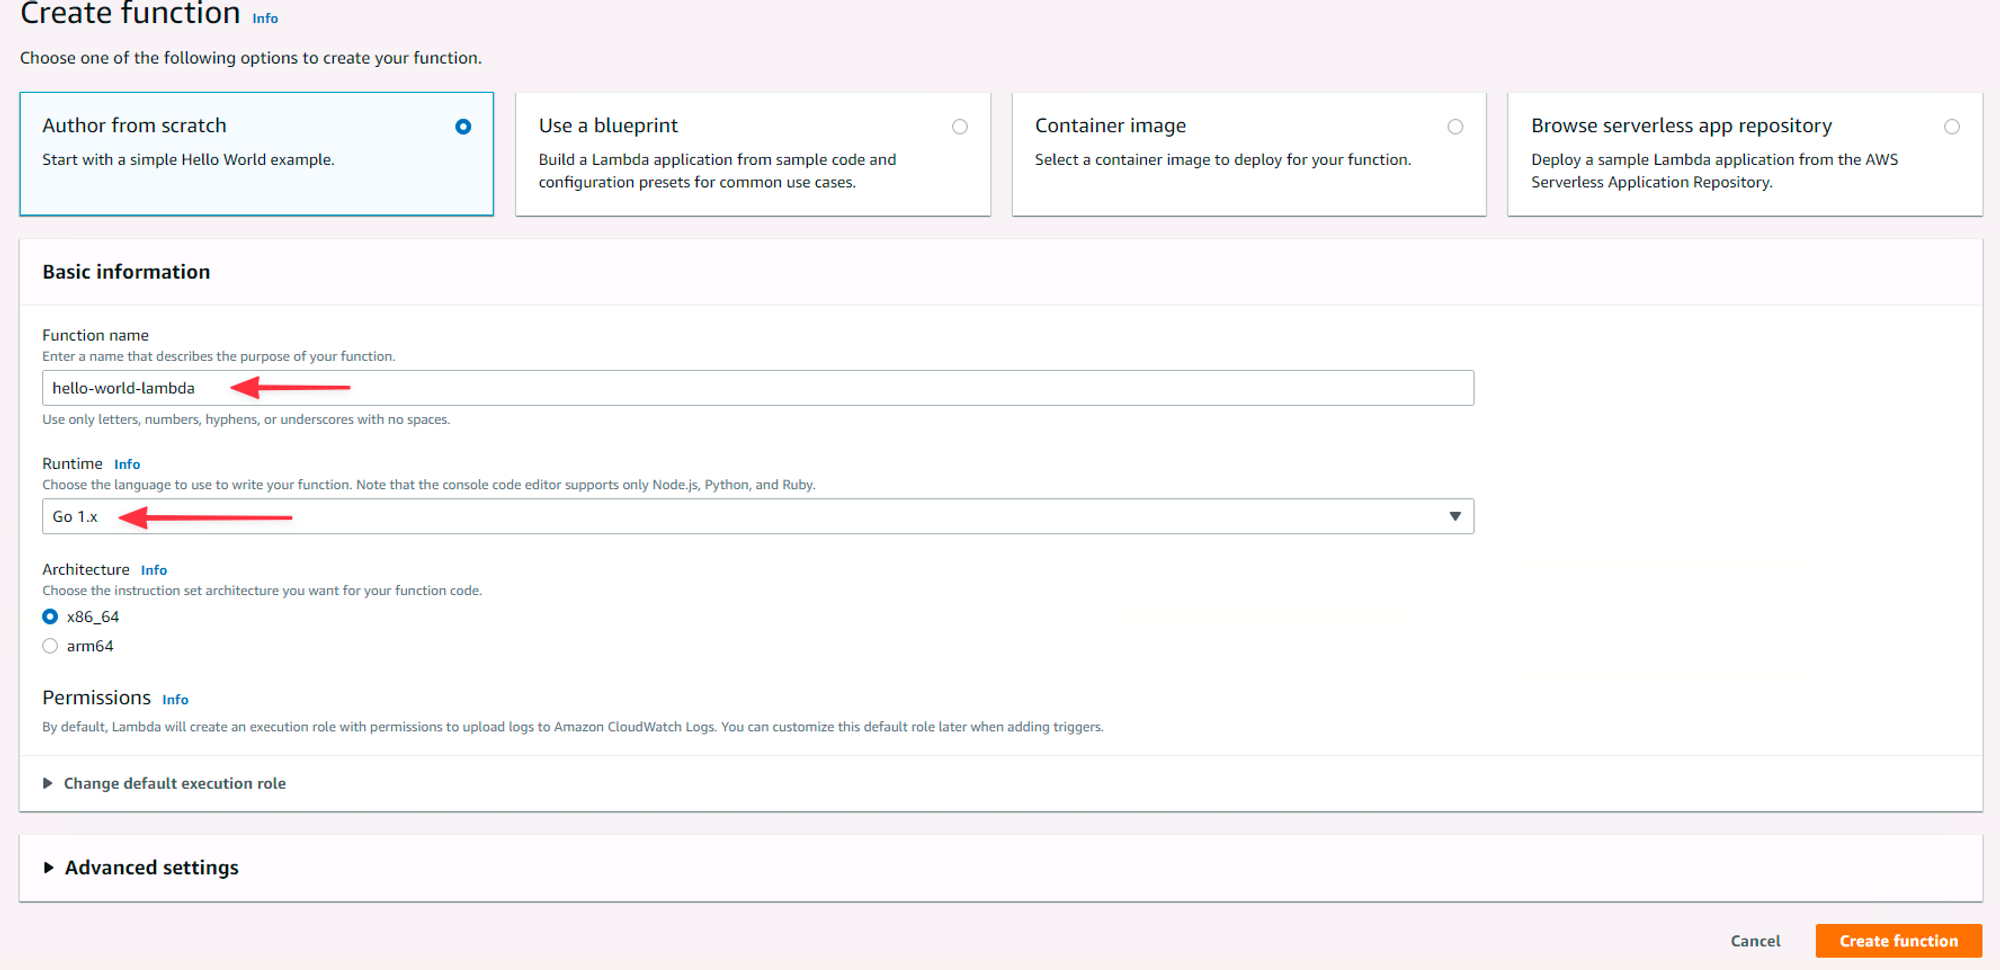 Create function Info
Choose one of the following options to create your function.
Author from scratch
Start with a simple Hello World example.
Use a blueprint
Build a Lambda application from sample code and
configuration presets for common use cases.
Container image
Select a container image to deploy for your function.
Browse serverless app repository
Deploy a sample Lambda application from the AWS
Serverless Application Repository.
Basic information
Function name
Enter a name that describes the purpose of your function.
hello-world-lambda
Use only letters, numbers, hyphens, or underscores with no spaces.
Runtime Info
Choose the language to use to write your function. Note that the console code editor supports only Node.js, Python, and Ruby.
Go 1.x
Architecture Info
Choose the instruction set architecture you want for your function code.
x86_64
arm64
Permissions Info
By default, Lambda will create an execution role with permissions to upload logs to Amazon CloudWatch Logs. You can customize this default role later when adding triggers.
Change default execution role
Advanced settings
Cancel
Create function